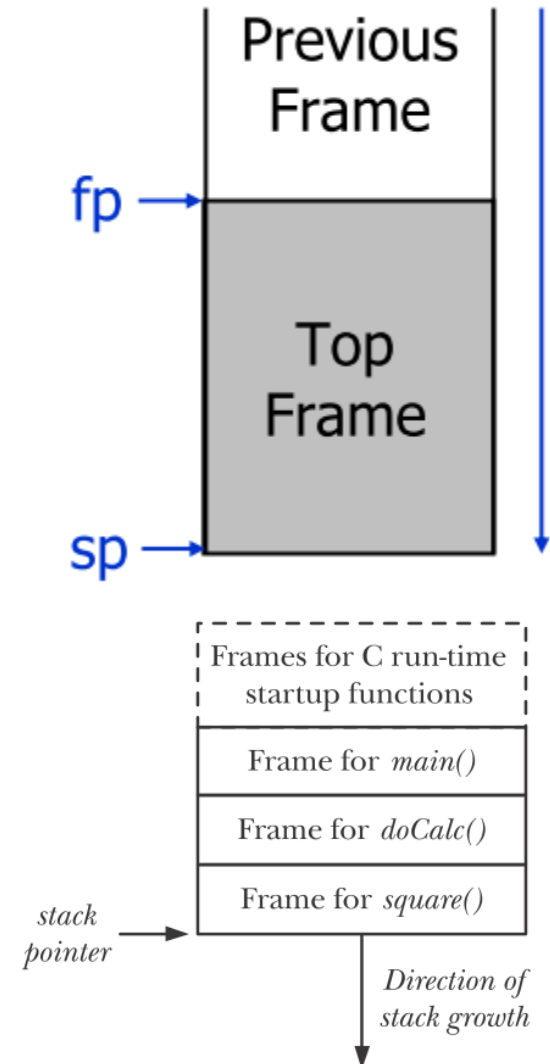 Previous
Frame
fp
Top
Frame
sp
Frames for C run-time
startup functions
Frame for main()
Frame for doCalc()
Frame for square()
stack
pointer
Direction of
stack growth